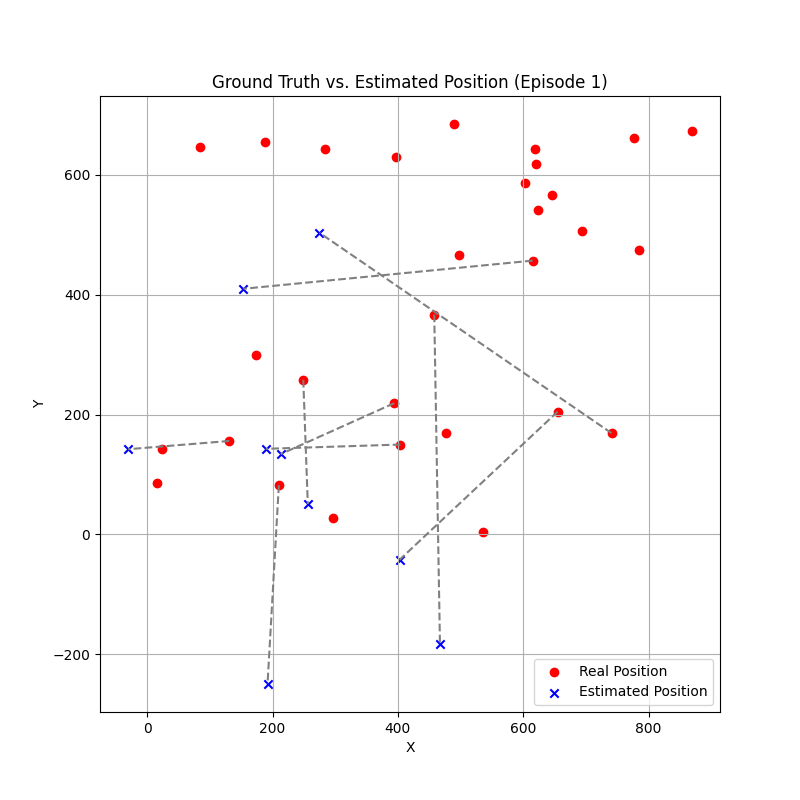 Ground Truth vs. Estimated Position (Episode 1)
600
400
200
0
−200
Y
0 200 400 600 800
X
Real Position
Estimated Position